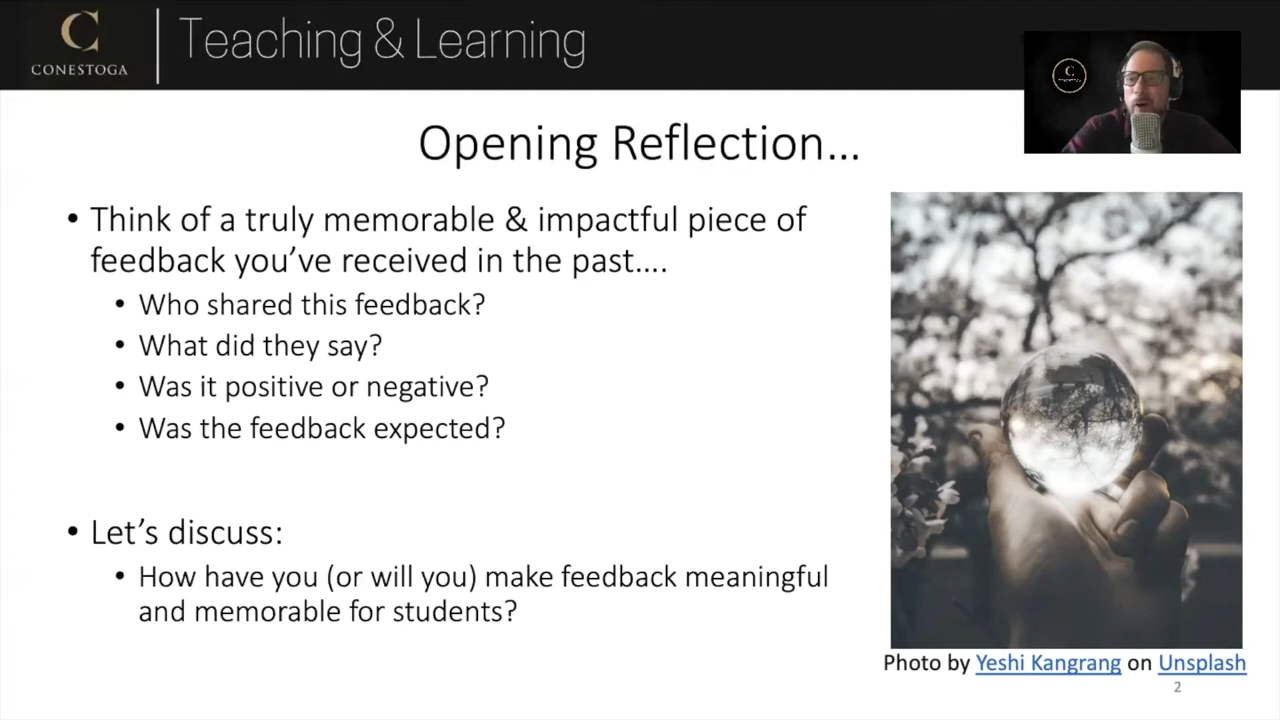 C
CONESTOGA
Teaching & Learning
Opening Reflection...
• Think of a truly memorable & impactful piece of
feedback you've received in the past....
• Who shared this feedback?
• What did they say?
• Was it positive or negative?
• Was the feedback expected?
• Let's discuss:
• How have you (or will you) make feedback meaningful
and memorable for students?
Photo by Yeshi Kangrang on Unsplash
2